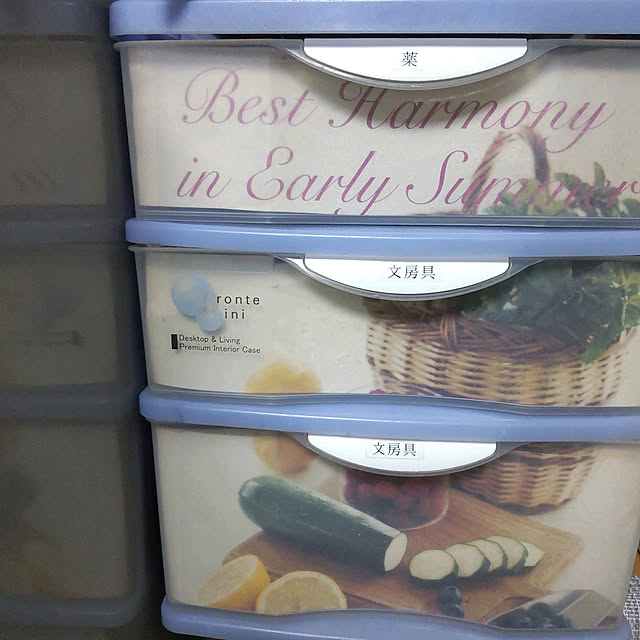 薬
Best Harmony
in Early Summer
文房具
ronte
ini
Desktop & Living
Premium Interior Case
文房具